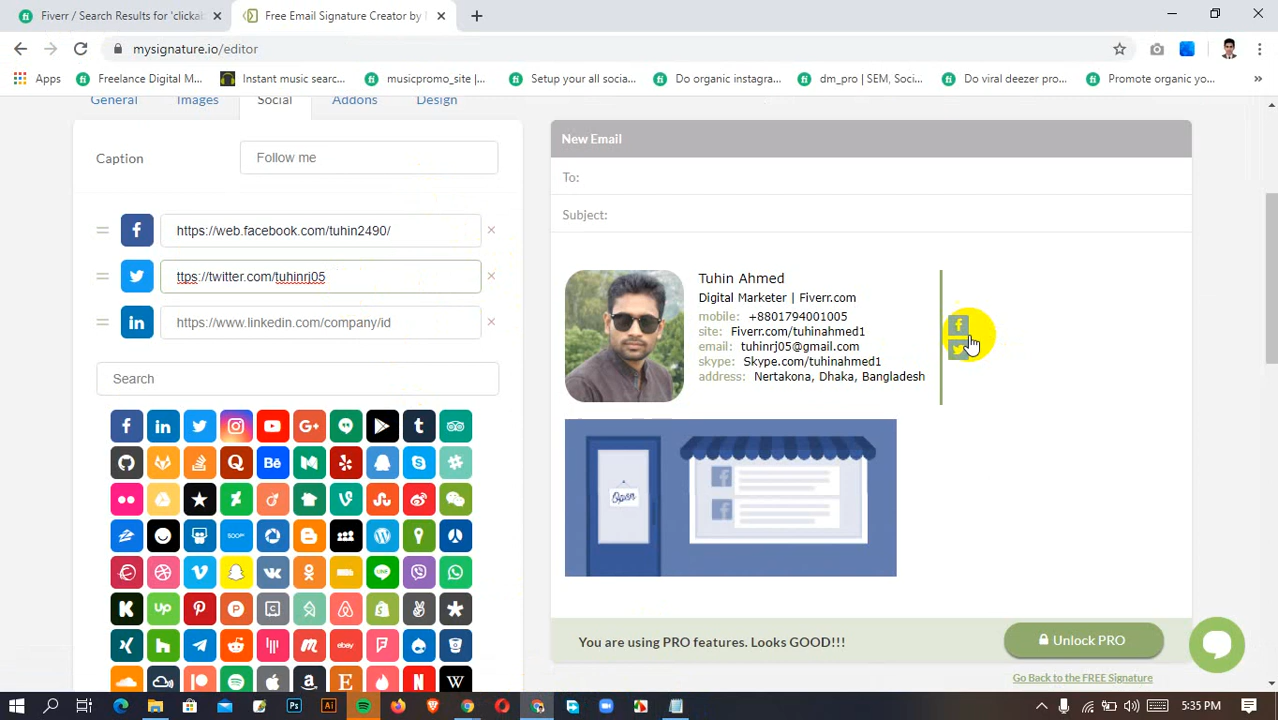 Fiverr / Search Results for 'clickal
Free Email Signature Creator by
mysignature.io/editor
Apps
Freelance Digital M...
Instant music searc...
musicpromo_site |...
Setup your all socia...
Do organic instagra...
dm_pro | SEM, Soci...
Do viral deezer pro...
Promote organic yo...
General
Images
Social
Addons
Design
Caption
Follow me
https://web.facebook.com/tuhin2490/
ttps://twitter.com/tuhinrj05
https://www.linkedin.com/company/id
Search
New Email
To:
Subject:
Tuhin Ahmed
Digital Marketer | Fiverr.com
mobile: +8801794001005
site: Fiverr.com/tuhinahmed1
email: tuhinrj05@gmail.com
skype: Skype.com/tuhinahmed1
address: Nertakona, Dhaka, Bangladesh
Open
You are using PRO features. Looks GOOD!!!
Unlock PRO
Go Back to the FREE Signature
5:35 PM